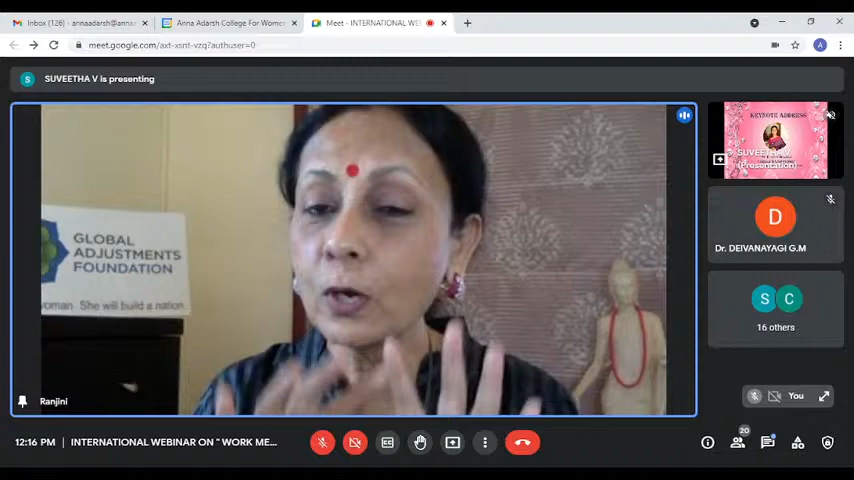 Inbox (126) - annaadarsh@anna
Anna Adarsh College For Women
Meet - INTERNATIONAL WE
meet.google.com/axt-xsnt-vzq?authuser=0
A
S SUVEETHA V is presenting
GLOBAL
ADJUSTMENTS
FOUNDATION
woman. She will build a nation.
Ranjini
KEYNOTE ADDRESS
SUVEETHA V
(Presentation)
D
Dr. DEIVANAYAGI G.M
S C
16 others
You
12:16 PM | INTERNATIONAL WEBINAR ON " WORK ME...
20